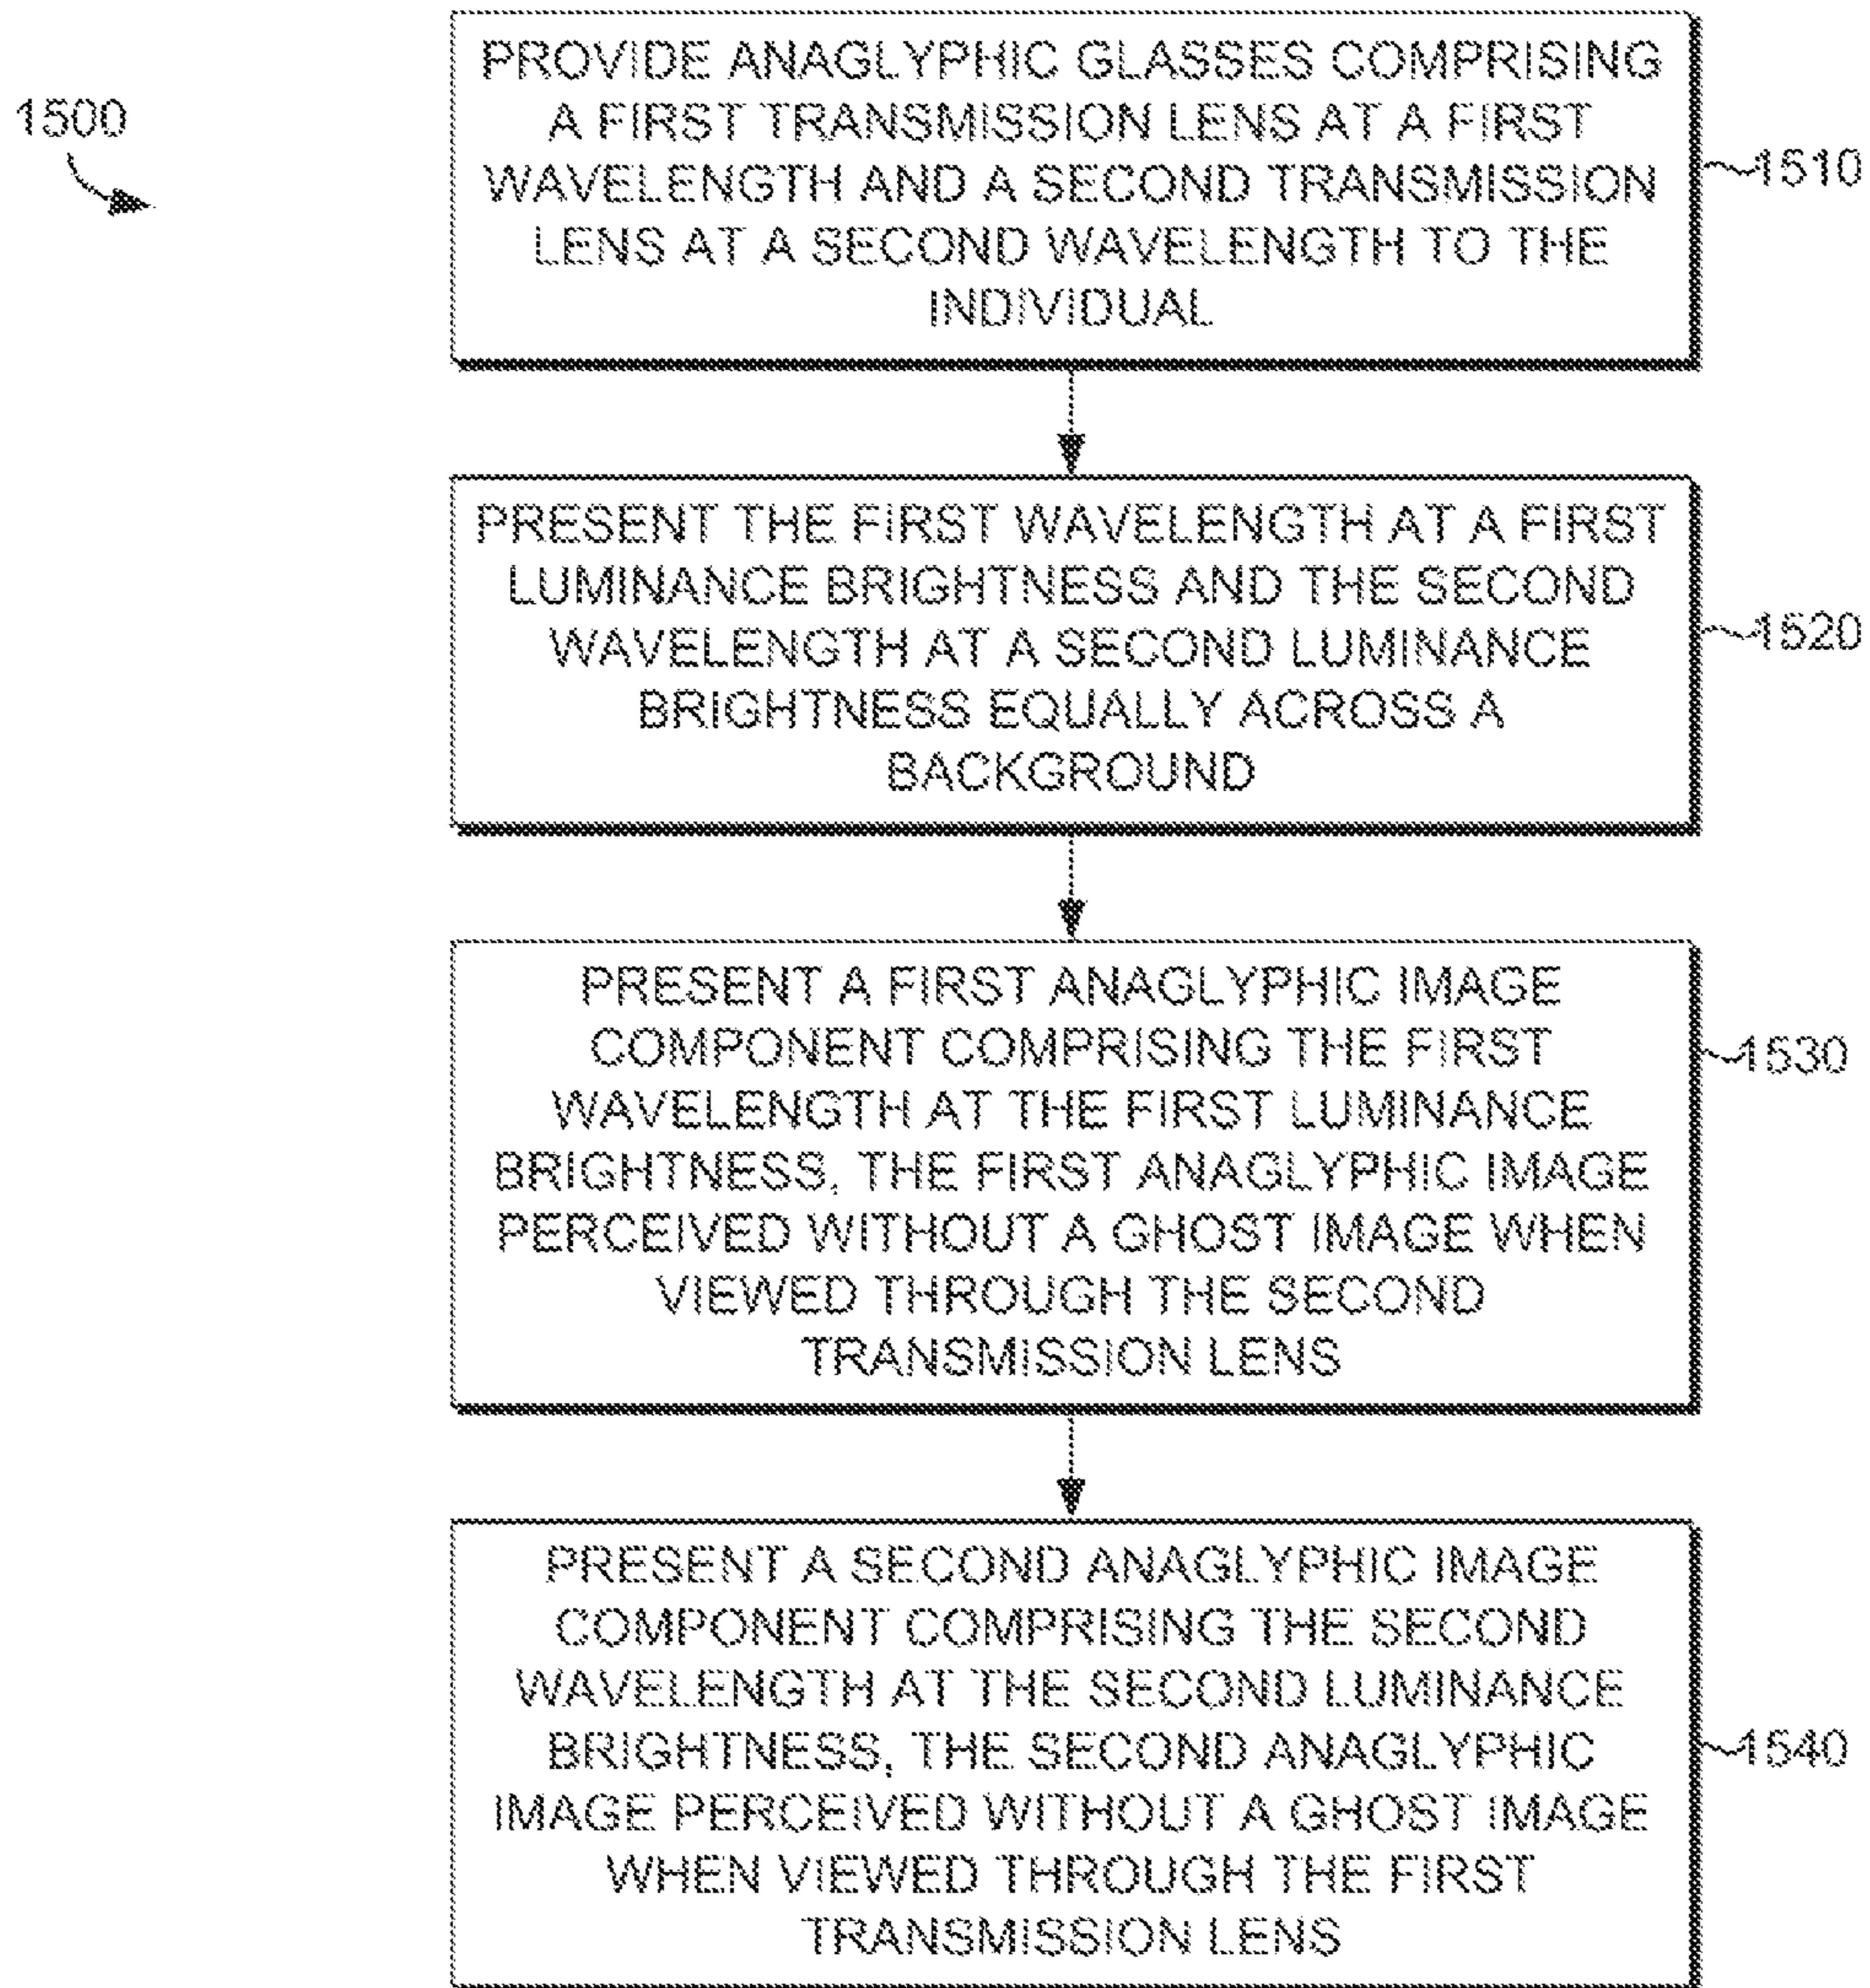 1500
PROVIDE ANAGLYPHIC GLASSES COMPRISING
A FIRST TRANSMISSION LENS AT A FIRST
WAVELENGTH AND A SECOND TRANSMISSION
LENS AT A SECOND WAVELENGTH TO THE
INDIVIDUAL
1510
PRESENT THE FIRST WAVELENGTH AT A FIRST
LUMINANCE BRIGHTNESS AND THE SECOND
WAVELENGTH AT A SECOND LUMINANCE
BRIGHTNESS EQUALLY ACROSS A
BACKGROUND
1520
PRESENT A FIRST ANAGLYPHIC IMAGE
COMPONENT COMPRISING THE FIRST
WAVELENGTH AT THE FIRST LUMINANCE
BRIGHTNESS, THE FIRST ANAGLYPHIC IMAGE
PERCEIVED WITHOUT A GHOST IMAGE WHEN
VIEWED THROUGH THE SECOND
TRANSMISSION LENS
1530
PRESENT A SECOND ANAGLYPHIC IMAGE
COMPONENT COMPRISING THE SECOND
WAVELENGTH AT THE SECOND LUMINANCE
BRIGHTNESS, THE SECOND ANAGLYPHIC
IMAGE PERCEIVED WITHOUT A GHOST IMAGE
WHEN VIEWED THROUGH THE FIRST
TRANSMISSION LENS
1540